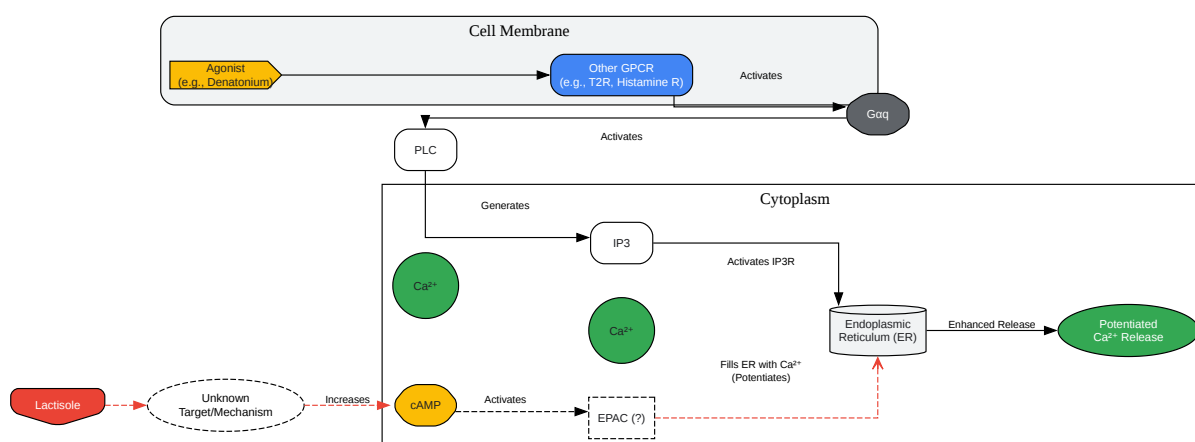 Cell Membrane
Agonist
(e.g., Denatonium)
Other GPCR
(e.g., T2R, Histamine R)
Activates
Gαq
Activates
PLC
Cytoplasm
Generates
IP3
Activates IP3R
Ca²⁺
Ca²⁺
Endoplasmic
Reticulum (ER)
Enhanced Release
Potentiated
Ca²⁺ Release
Fills ER with Ca²⁺
(Potentiates)
Lactisole
Unknown
Target/Mechanism
Increases
cAMP
Activates
EPAC (?)